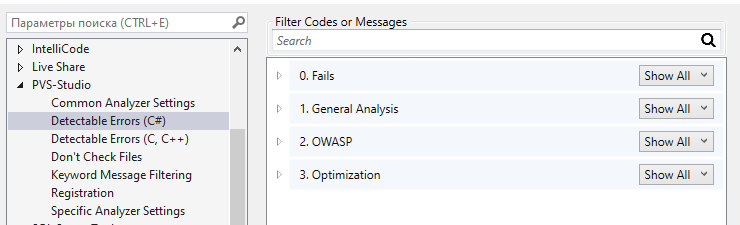 Параметры поиска (CTRL+E)
IntelliCode
Live Share
PVS-Studio
Common Analyzer Settings
Detectable Errors (C#)
Detectable Errors (C, C++)
Don't Check Files
Keyword Message Filtering
Registration
Specific Analyzer Settings
Filter Codes or Messages
Search
0. Fails Show All
1. General Analysis Show All
2. OWASP Show All
3. Optimization Show All